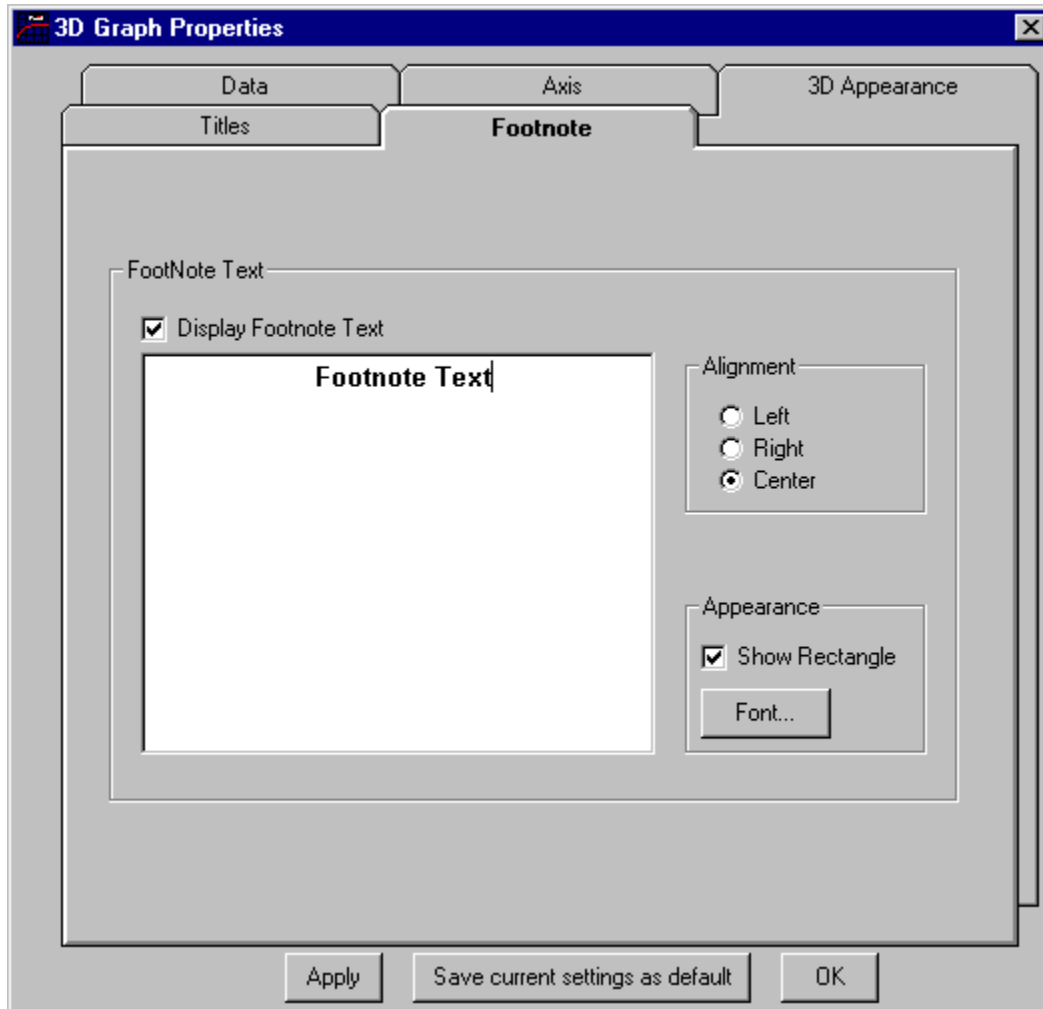 3D Graph Properties
Data
Axis
3D Appearance
Titles
Footnote
FootNote Text
Display Footnote Text
Footnote Text
Alignment
Left
Right
Center
Appearance
Show Rectangle
Font...
Apply
Save current settings as default
OK